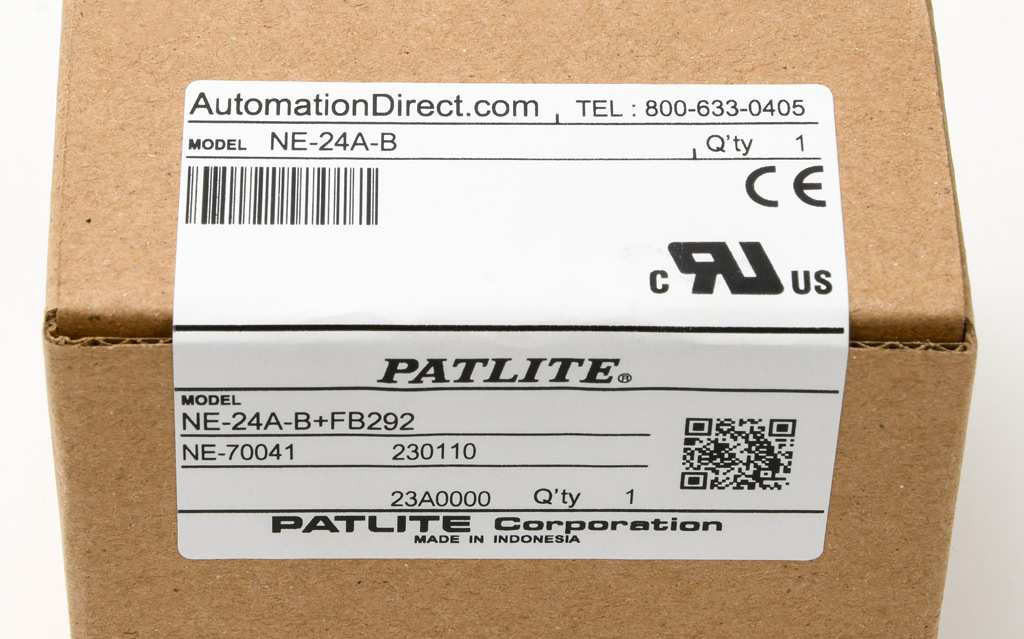 AutomationDirect.com TEL : 800-633-0405
MODEL NE-24A-B Q'ty 1
CE
c RU US
PATLITE®
MODEL
NE-24A-B+FB292
NE-70041 230110
23A0000 Q'ty 1
PATLITE Corporation
MADE IN INDONESIA